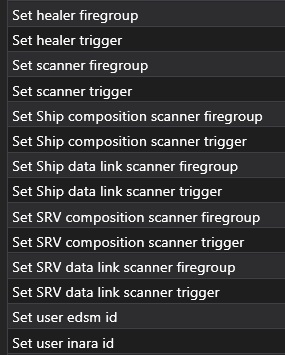 Set healer firegroup
Set healer trigger
Set scanner firegroup
Set scanner trigger
Set Ship composition scanner firegroup
Set Ship composition scanner trigger
Set Ship data link scanner firegroup
Set Ship data link scanner trigger
Set SRV composition scanner firegroup
Set SRV composition scanner trigger
Set SRV data link scanner firegroup
Set SRV data link scanner trigger
Set user edsm id
Set user inara id